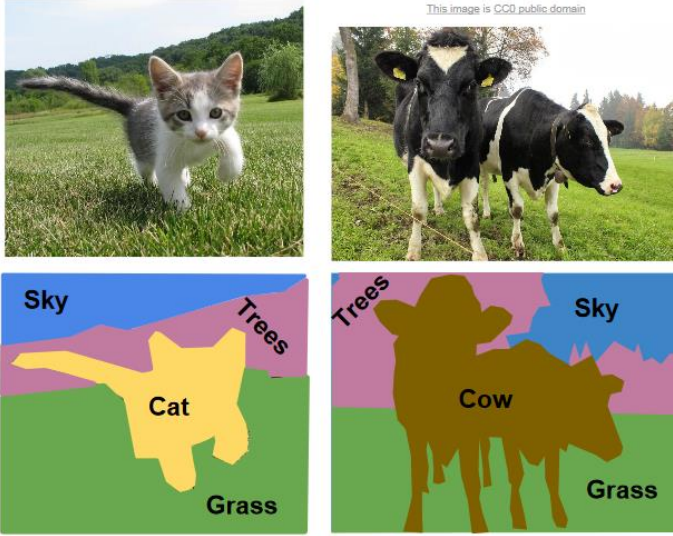 This image is CC0 public domain
Sky
Trees
Cat
Grass
Trees
Sky
Cow
Grass